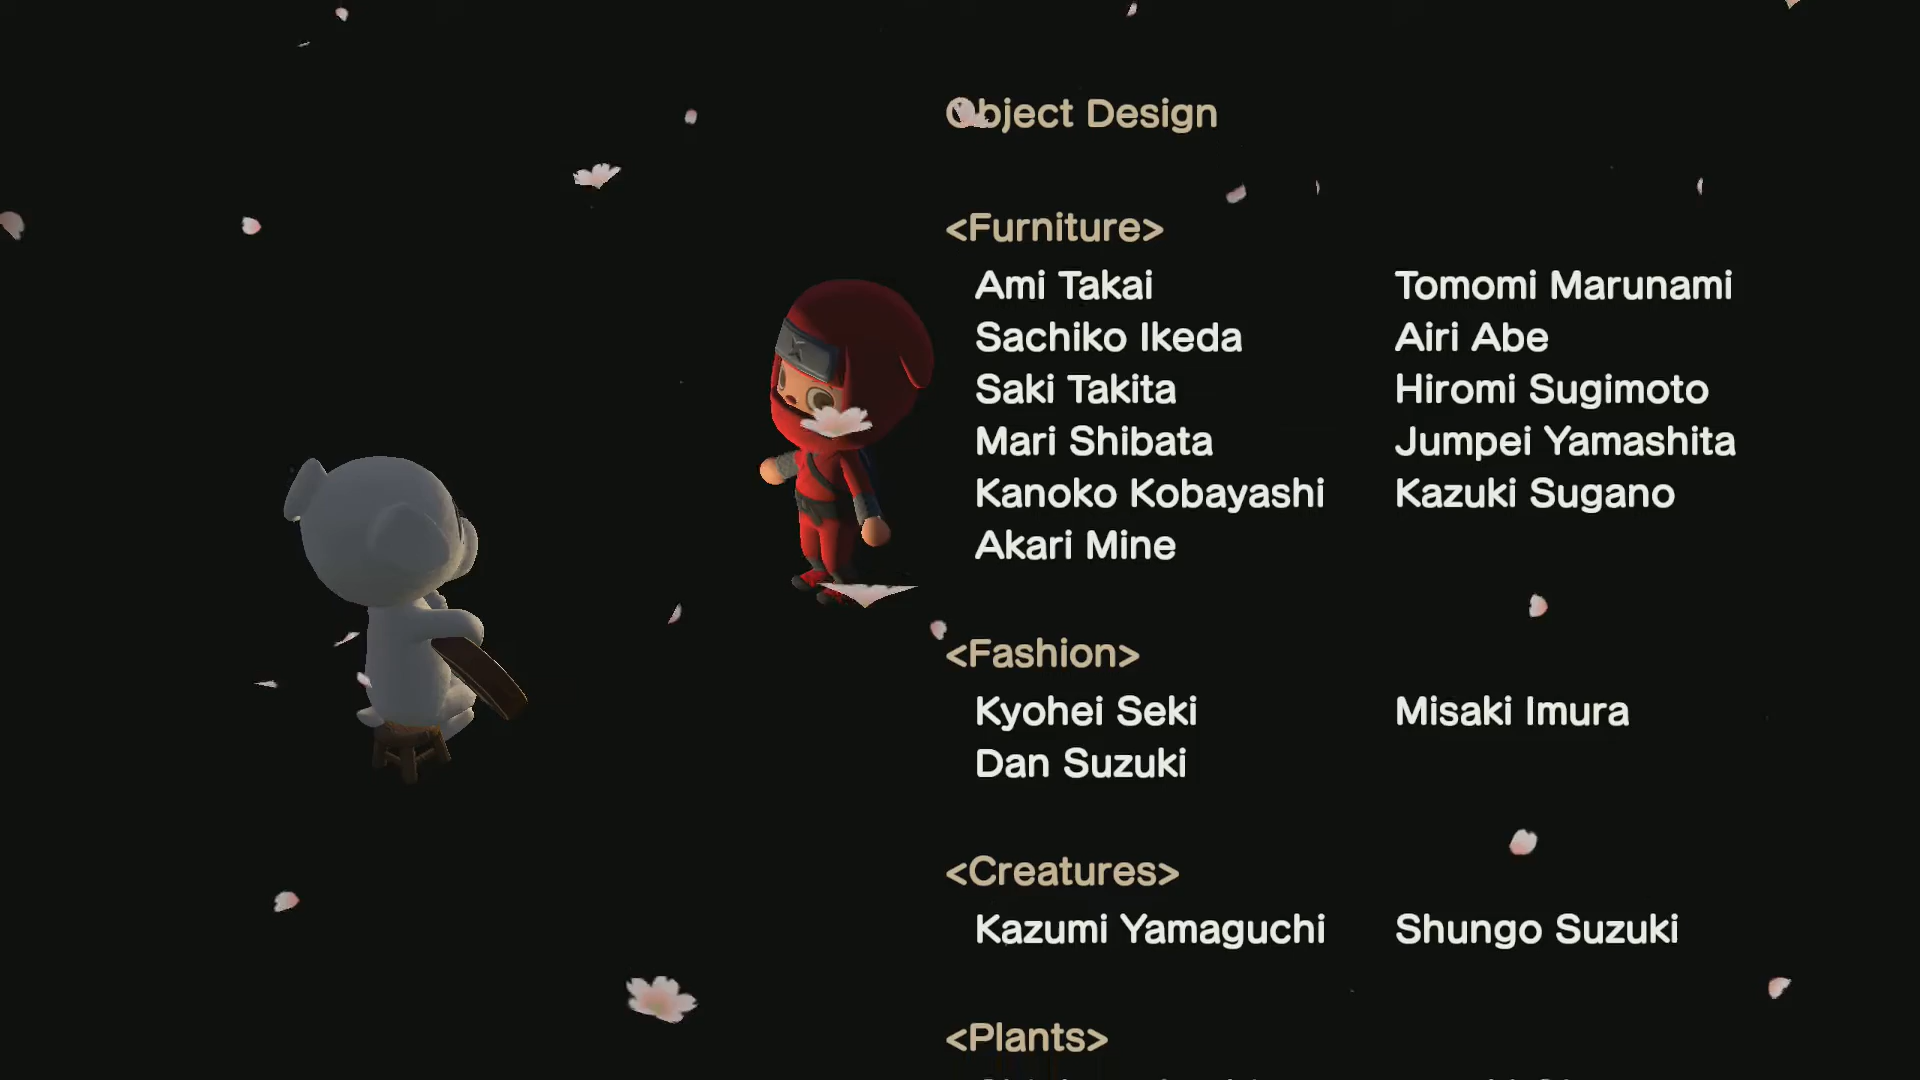 Object Design
<Furniture>
Ami Takai Tomomi Marunami
Sachiko Ikeda Airi Abe
Saki Takita Hiromi Sugimoto
Mari Shibata Jumpei Yamashita
Kanoko Kobayashi Kazuki Sugano
Akari Mine
<Fashion>
Kyohei Seki Misaki Imura
Dan Suzuki
<Creatures>
Kazumi Yamaguchi Shungo Suzuki
<Plants>